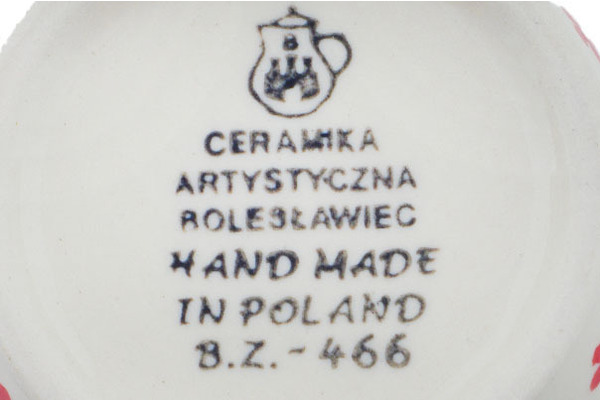 B
CERAMIKA
ARTYSTYCZNA
BOLESŁAWIEC
HAND MADE
IN POLAND
B.Z.-466